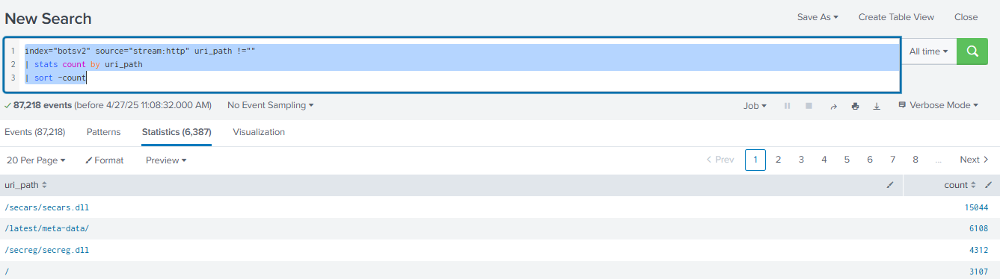 New Search
Save As Create Table View Close
1 index="botsv2" source="stream:http" uri_path !=""
2 | stats count by uri_path
3 | sort -count
All time
87,218 events (before 4/27/25 11:08:32.000 AM) No Event Sampling
Job Verbose Mode
Events (87,218) Patterns Statistics (6,387) Visualization
20 Per Page Format Preview
< Prev 1 2 3 4 5 6 7 8 ... Next >
uri_path count
/secars/secars.dll 15044
/latest/meta-data/ 6108
/secreg/secreg.dll 4312
/ 3107